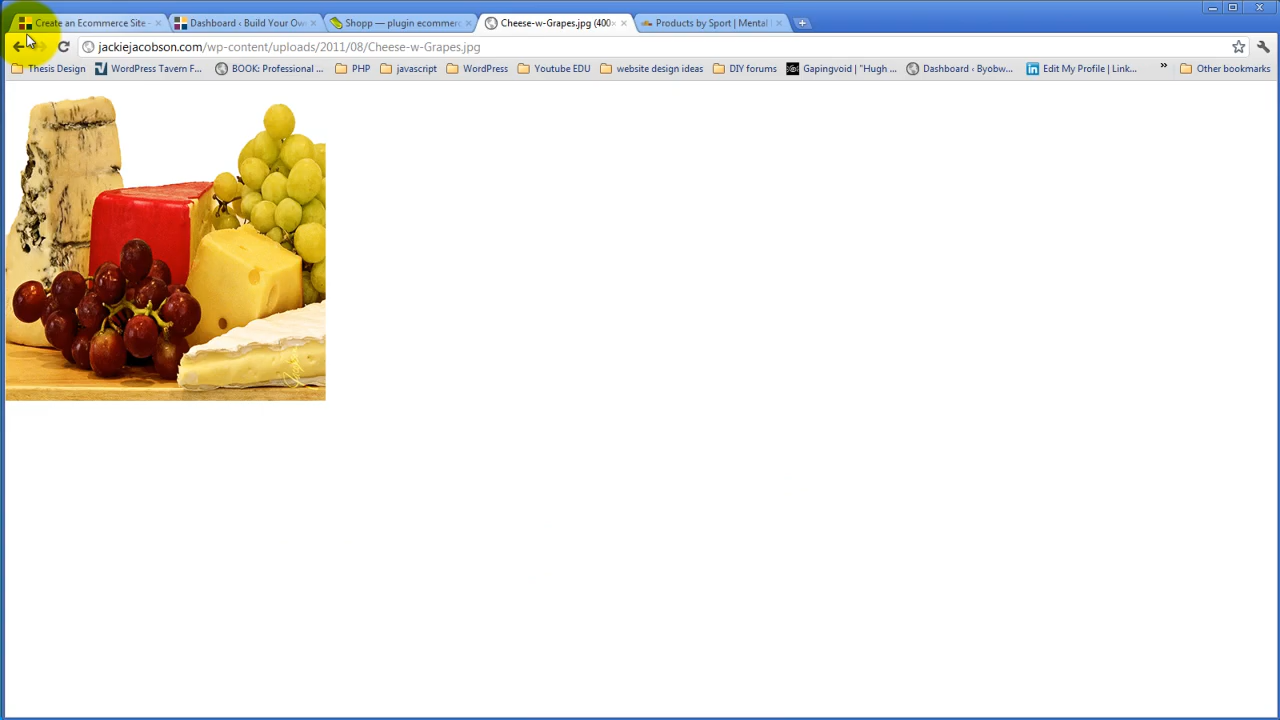 Create an Ecommerce Site -
Dashboard ‹ Build Your Ow
Shopp — plugin ecommerc
Cheese-w-Grapes.jpg (400×
Products by Sport | Mental
jackiejacobson.com/wp-content/uploads/2011/08/Cheese-w-Grapes.jpg
Thesis Design
WordPress Tavern F...
BOOK: Professional ...
PHP
javascript
WordPress
Youtube EDU
website design ideas
DIY forums
Gapingvoid | "Hugh ...
Dashboard ‹ Byobw...
Edit My Profile | Link...
»
Other bookmarks